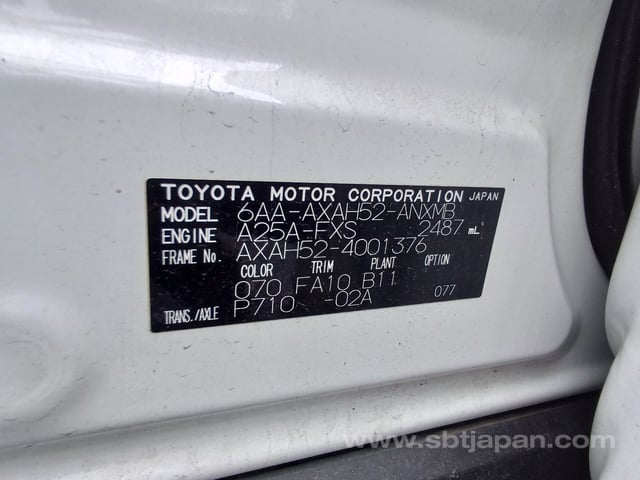 TOYOTA MOTOR CORPORATION JAPAN
MODEL 6AA-AXAH52-ANXMB
ENGINE A25A-FXS 2487 mL
FRAME No. AXAH52-4001376
COLOR TRIM PLANT OPTION
070 FA10 B11 077
TRANS./AXLE P710 -02A
www.sbtjapan.com